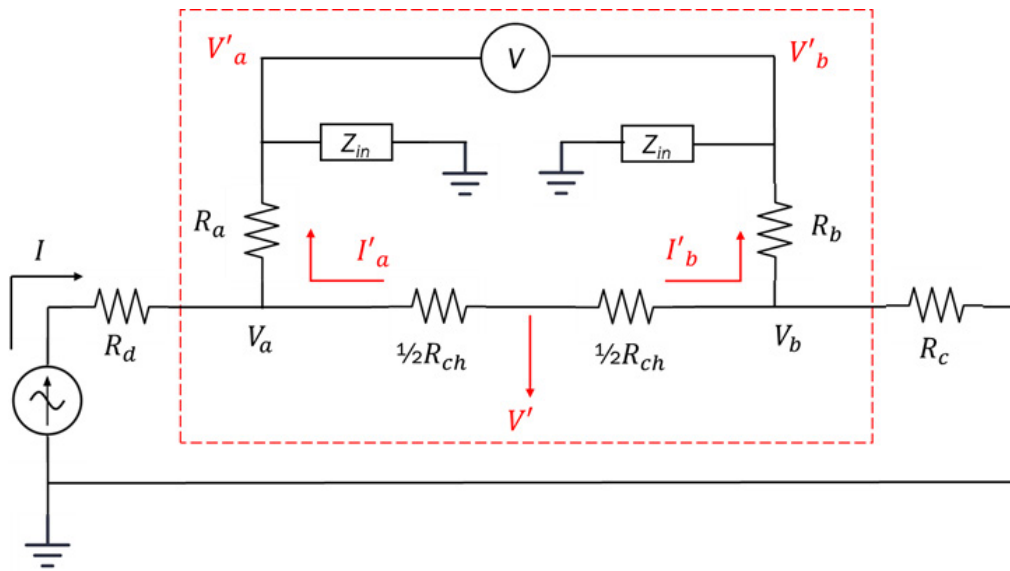 V'a V V'b
Zin Zin
Ra Rb
I I'a I'b
Rd Va ½Rch ½Rch Vb Rc
V'